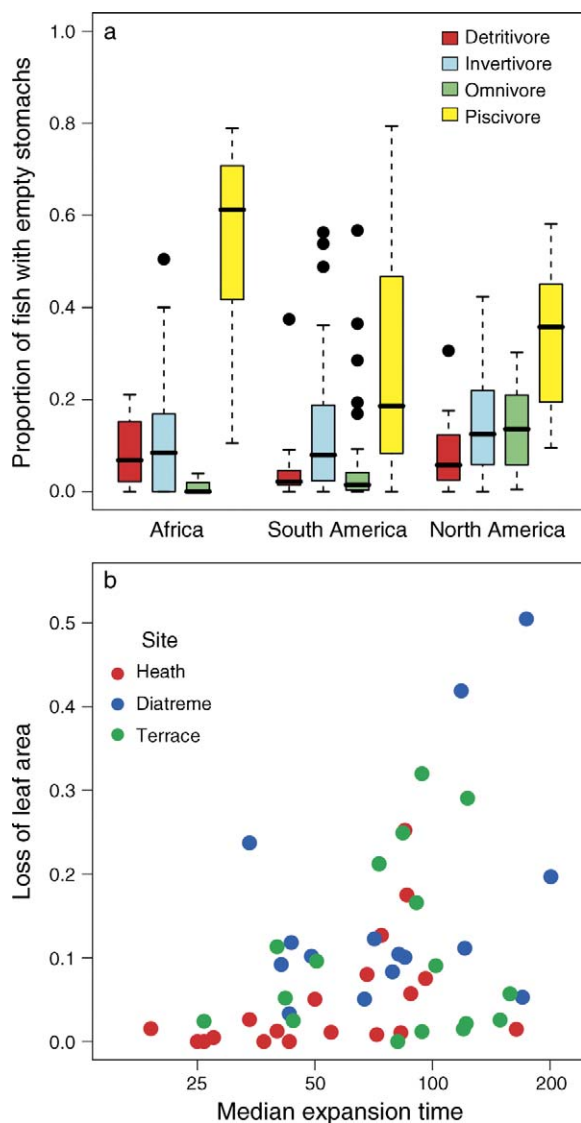 a
Detritivore
Invertivore
Omnivore
Piscivore
Proportion of fish with empty stomachs
1.0
0.8
0.6
0.4
0.2
0.0
Africa South America North America
b
Site
Heath
Diatreme
Terrace
Loss of leaf area
0.5
0.4
0.3
0.2
0.1
0.0
25 50 100 200
Median expansion time